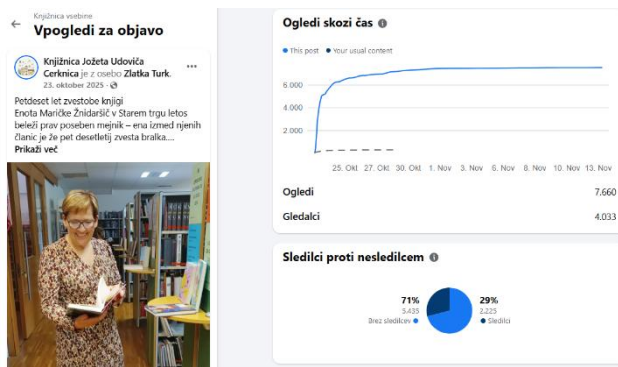 Knjižnica vsebine
Vpogledi za objavo
Knjižnica Jožeta Udoviča
Cerknica je z osebo Zlatka Turk.
23. oktober 2025 ·
Petdeset let zvestobe knjigi
Enota Maričke Žnidaršič v Starem trgu letos
beleži prav poseben mejnik – ena izmed njenih
članic je že pet desetletij zvesta bralka....
Prikaži več
Ogledi skozi čas
This post Your usual content
6.000
4.000
2.000
25. Okt 27. Okt 30. Okt 1. Nov 3. Nov 6. Nov 8. Nov 10. Nov 13. Nov
Ogledi 7.660
Gledalci 4.033
Sledilci proti nesledilcem
71% 29%
5.435 2.225
Brez sledilcev Sledilci